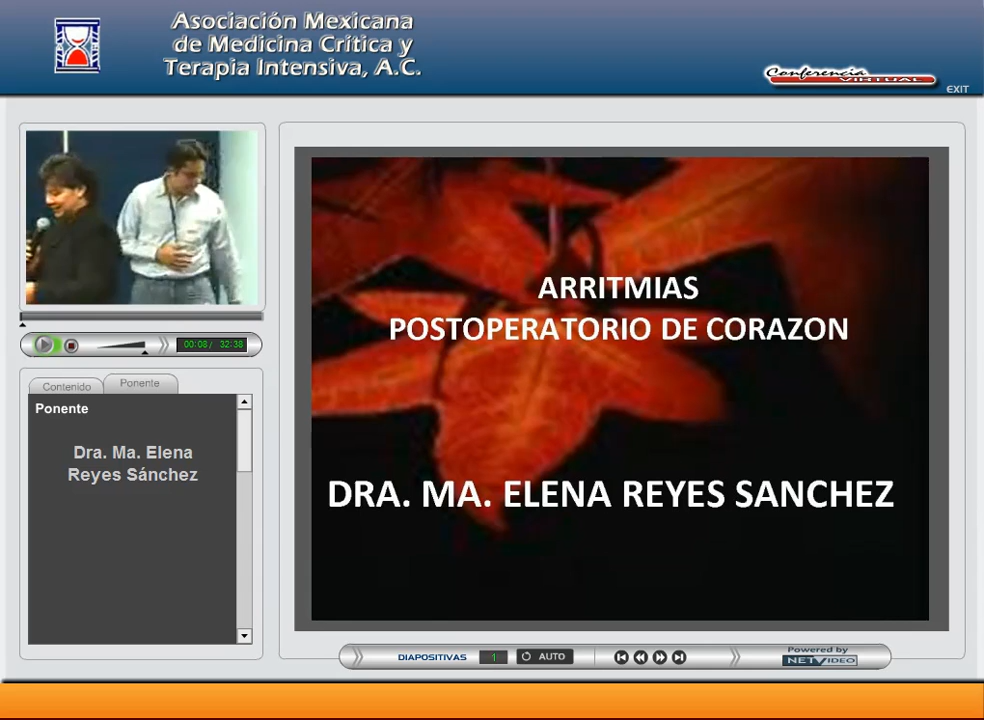 Asociación Mexicana
de Medicina Crítica y
Terapia Intensiva, A.C.
Conferencia
VIRTUAL
EXIT
ARRITMIAS
POSTOPERATORIO DE CORAZON
DRA. MA. ELENA REYES SANCHEZ
00:08 / 32:38
Contenido
Ponente
Ponente
Dra. Ma. Elena
Reyes Sánchez
DIAPOSITIVAS
1
AUTO
Powered by
NETVIDEO